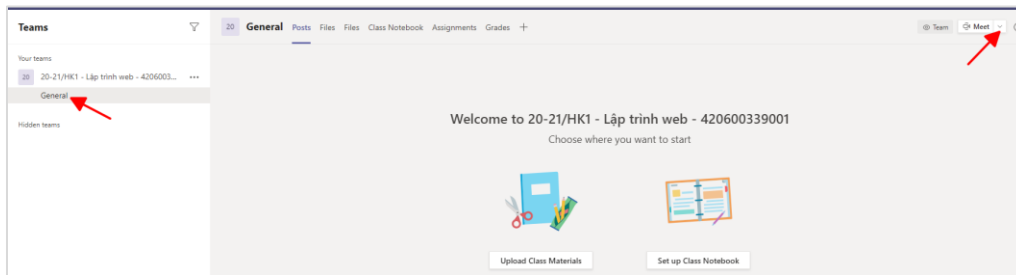 Teams
20 General Posts Files Files Class Notebook Assignments Grades +
Team Meet
Your teams
20 20-21/HK1 - Lập trình web - 4206003... •••
General
Hidden teams
Welcome to 20-21/HK1 - Lập trình web - 420600339001
Choose where you want to start
Upload Class Materials
Set up Class Notebook